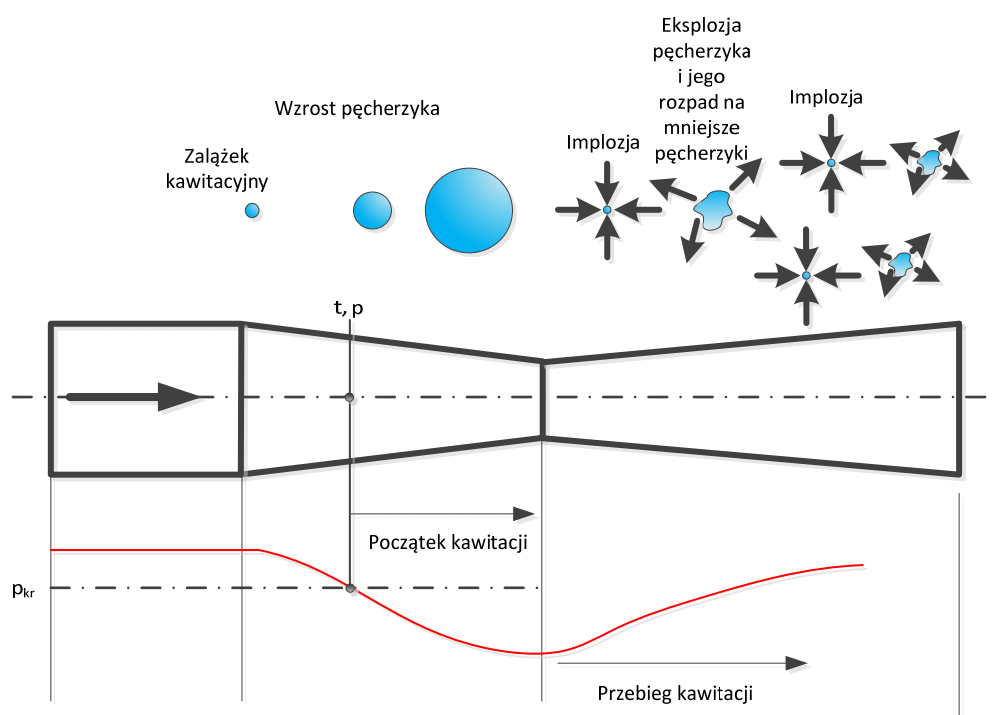 Eksplozja
pęcherzyka
i jego
rozpad na
mniejsze
pęcherzyki
Implozja
Wzrost pęcherzyka
Implozja
Zalążek
kawitacyjny
t, p
Początek kawitacji
pkr
Przebieg kawitacji